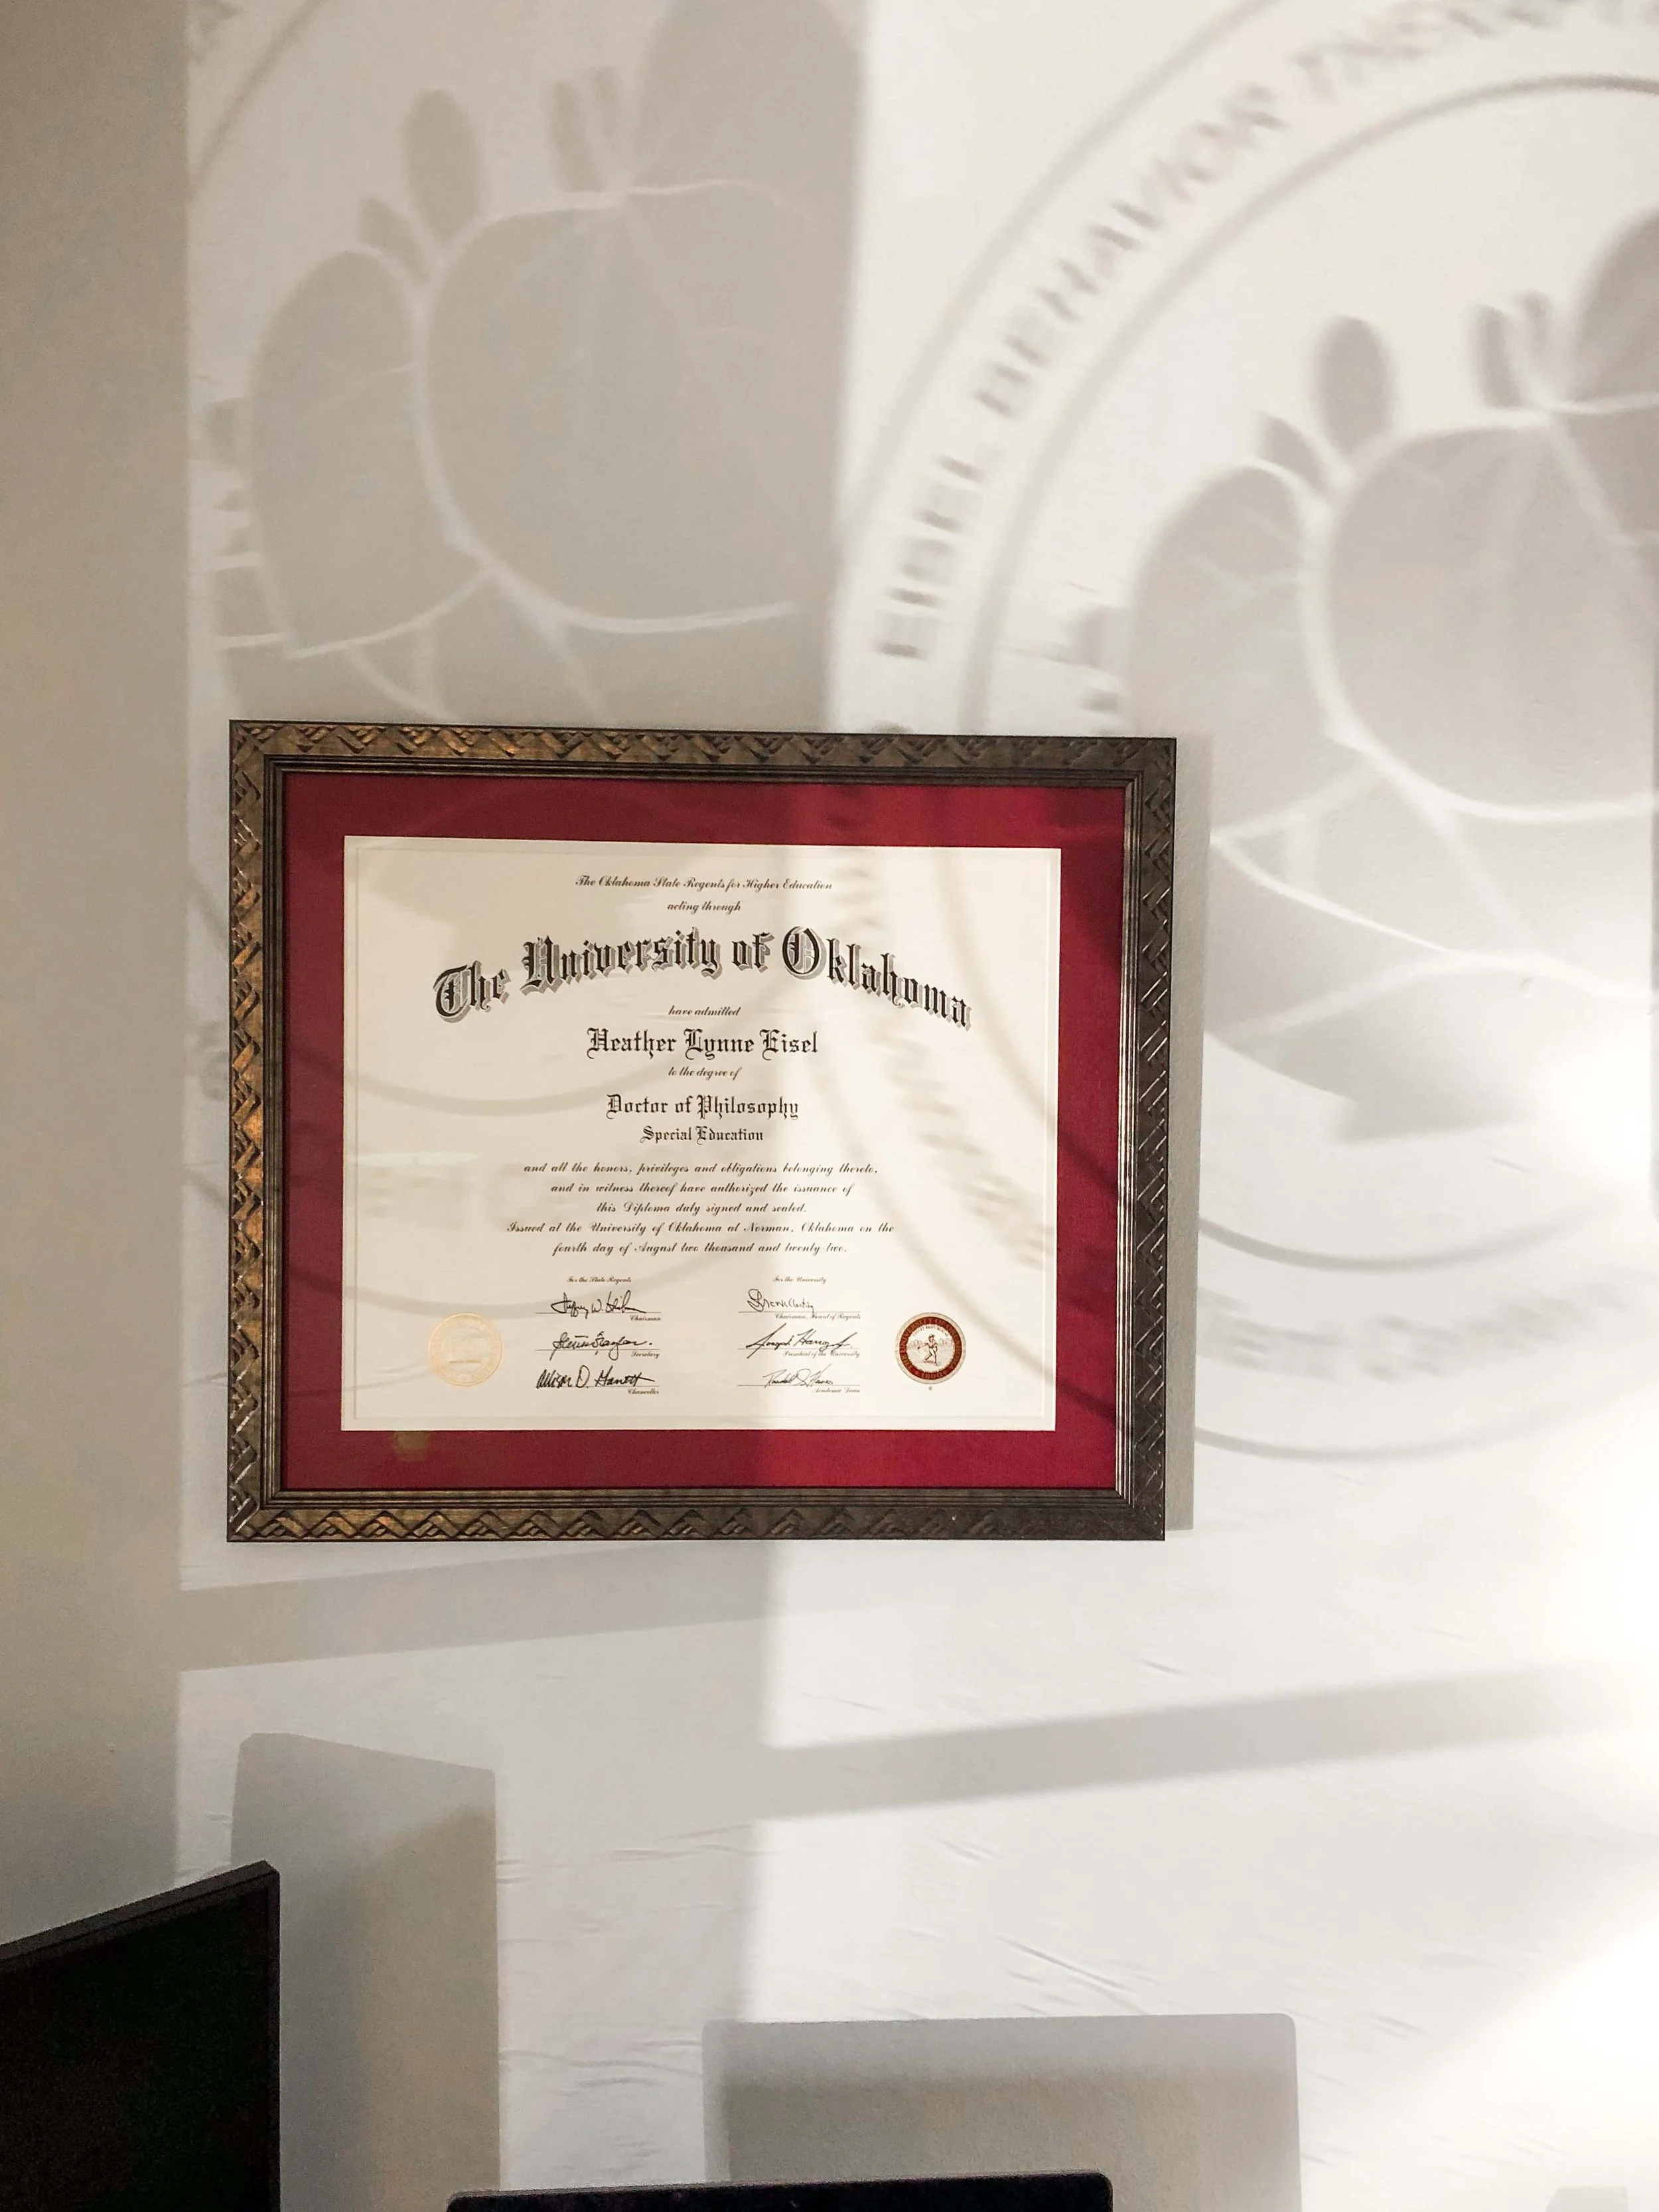 EISEL BEHAVIOR
The Oklahoma State Regents for Higher Education
acting through
The University of Oklahoma
have admitted
Heather Lynne Eisel
to the degree of
Doctor of Philosophy
Special Education
and all the honors, privileges and obligations belonging thereto,
and in witness thereof have authorized the issuance of
this Diploma duly signed and sealed.
Issued at the University of Oklahoma at Norman, Oklahoma on the
fourth day of August two thousand and twenty two.
For the State Regents
For the University
Chairman
Chairman, Board of Regents
Secretary
President of the University
Allison D. Garrett
Chancellor
Academic Dean